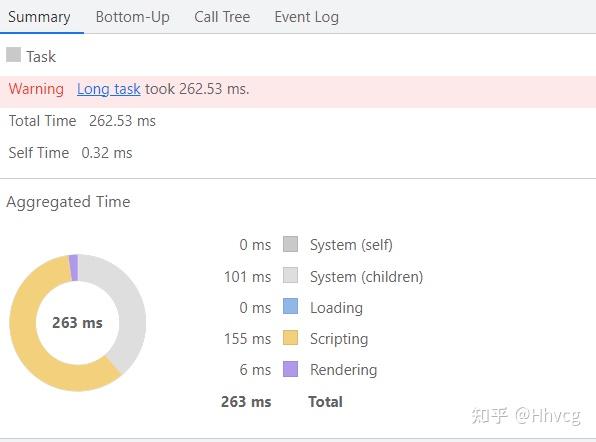 Summary Bottom-Up Call Tree Event Log
Task
Warning Long task took 262.53 ms.
Total Time 262.53 ms
Self Time 0.32 ms
Aggregated Time
263 ms
0 ms System (self)
101 ms System (children)
0 ms Loading
155 ms Scripting
6 ms Rendering
263 ms Total
知乎 @Hhvcg